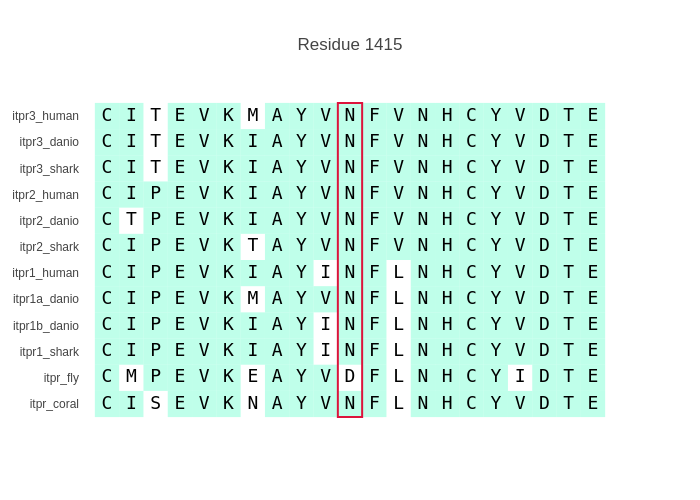 Residue 1415
itpr3_human C I T E V K M A Y V N F V N H C Y V D T E
itpr3_danio C I T E V K I A Y V N F V N H C Y V D T E
itpr3_shark C I T E V K I A Y V N F V N H C Y V D T E
itpr2_human C I P E V K I A Y V N F V N H C Y V D T E
itpr2_danio C T P E V K I A Y V N F V N H C Y V D T E
itpr2_shark C I P E V K T A Y V N F V N H C Y V D T E
itpr1_human C I P E V K I A Y I N F L N H C Y V D T E
itpr1a_danio C I P E V K M A Y V N F L N H C Y V D T E
itpr1b_danio C I P E V K I A Y I N F L N H C Y V D T E
itpr1_shark C I P E V K I A Y I N F L N H C Y V D T E
itpr_fly C M P E V K E A Y V D F L N H C Y I D T E
itpr_coral C I S E V K N A Y V N F L N H C Y V D T E